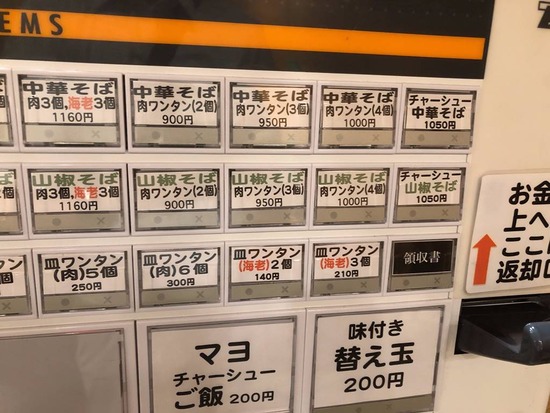 EMS
中華そば
肉3個,海老3個
1160円
中華そば
肉ワンタン(2個)
900円
中華そば
肉ワンタン(3個)
950円
中華そば
肉ワンタン(4個)
1000円
チャーシュー
中華そば
1050円
山椒そば
肉3個,海老3個
1160円
山椒そば
肉ワンタン(2個)
900円
山椒そば
肉ワンタン(3個)
950円
山椒そば
肉ワンタン(4個)
1000円
チャーシュー
山椒そば
1050円
皿ワンタン
(肉)5個
250円
皿ワンタン
(肉)6個
300円
皿ワンタン
(海老)2個
140円
皿ワンタン
(海老)3個
210円
領収書
マヨ
チャーシュー
ご飯 200円
味付き
替え玉
200円
お金
上へ
ここ
返却